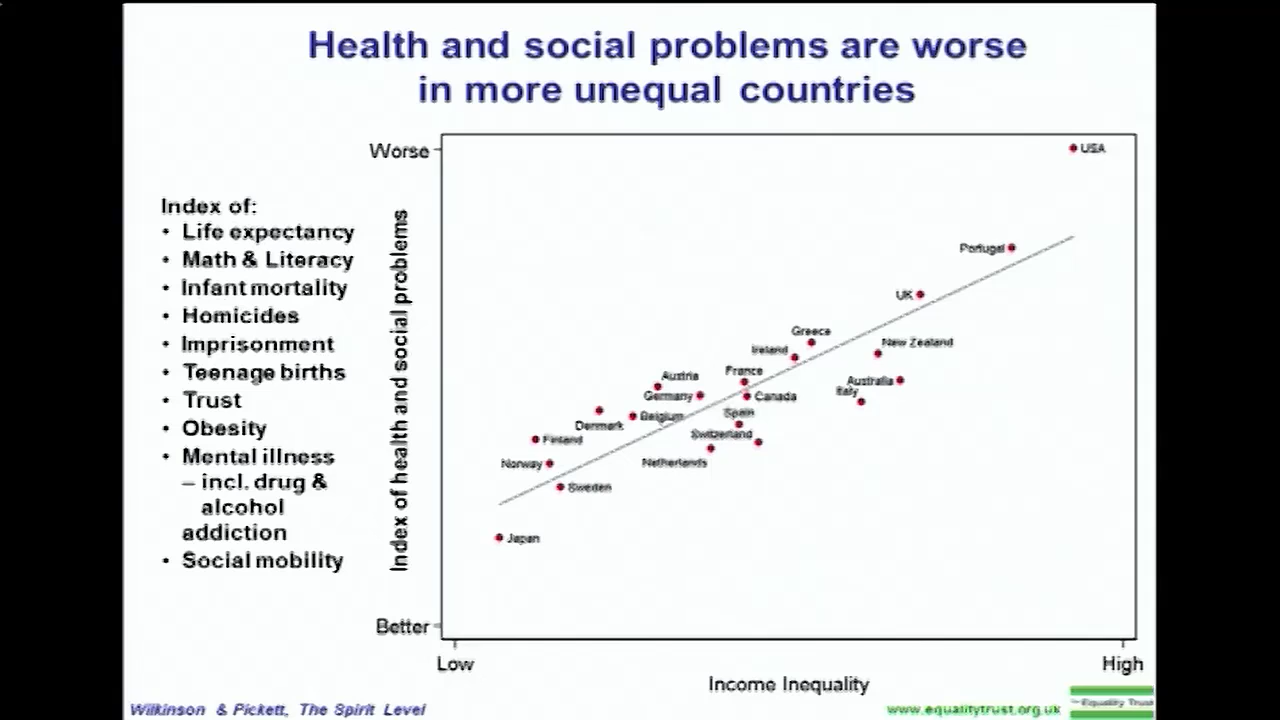 Health and social problems are worse
in more unequal countries
Index of:
• Life expectancy
• Math & Literacy
• Infant mortality
• Homicides
• Imprisonment
• Teenage births
• Trust
• Obesity
• Mental illness
– incl. drug &
alcohol
addiction
• Social mobility
Index of health and social problems
Worse
Better
USA
Portugal
UK
Greece
Ireland
New Zealand
France
Austria
Australia
Germany
Canada
Italy
Belgium
Spain
Denmark
Switzerland
Finland
Netherlands
Norway
Sweden
Japan
Low
High
Income Inequality
Wilkinson & Pickett, The Spirit Level
www.equalitytrust.org.uk
The Equality Trust